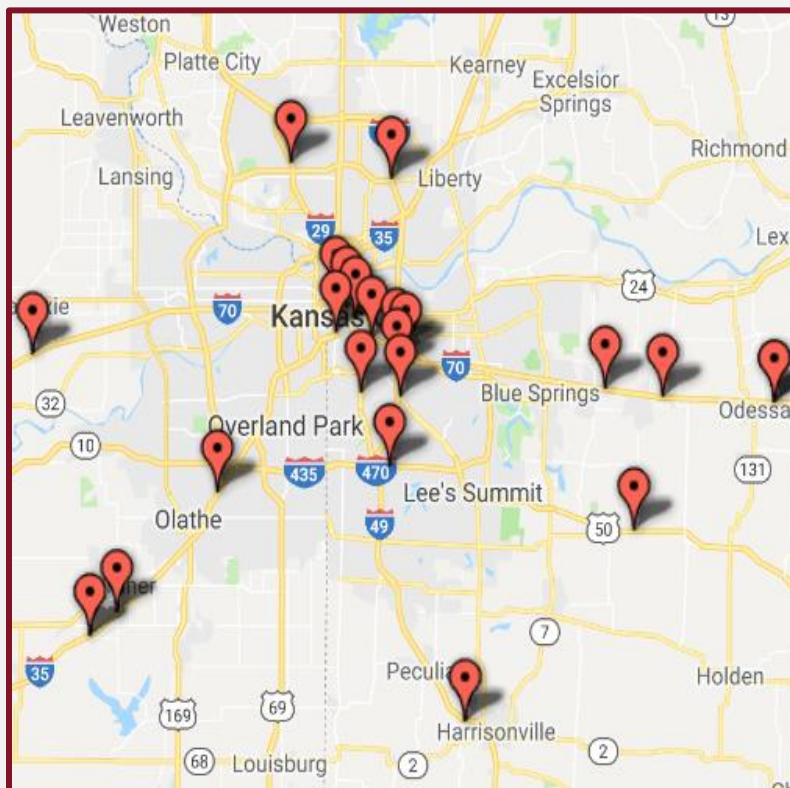 13
Weston
Platte City
Kearney
Excelsior
Springs
Leavenworth
Richmond
Lansing
Liberty
29
35
Lex
24
70
Kansas
70
32
Blue Springs
Odessa
Overland Park
10
435
470
131
Lee's Summit
Olathe
49
50
7
35
Peculia
Holden
169
69
Harrisonville
68
Louisburg
2
2